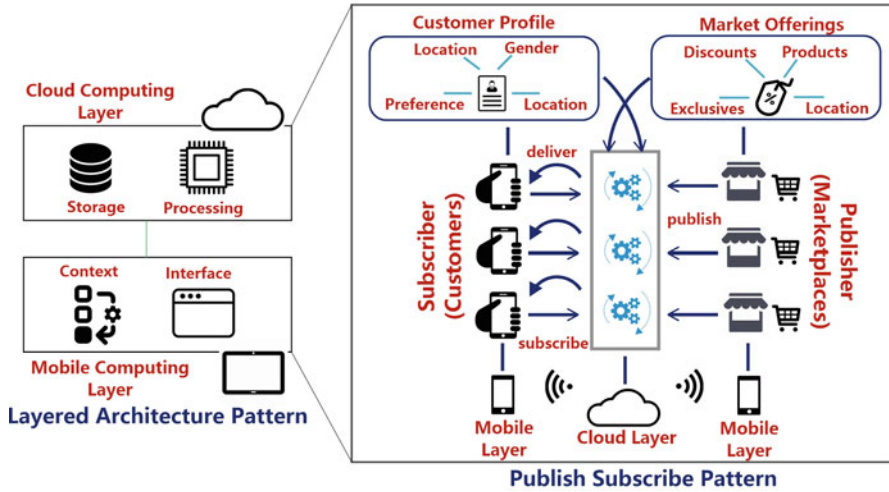 Cloud Computing
Layer
Storage
Processing
Context
Interface
Mobile Computing
Layer
Layered Architecture Pattern
Customer Profile
Location
Gender
Preference
Location
Market Offerings
Discounts
Products
Exclusives
Location
%
deliver
publish
subscribe
Subscriber
(Customers)
Publisher
(Marketplaces)
Mobile
Layer
Cloud Layer
Mobile
Layer
Publish Subscribe Pattern